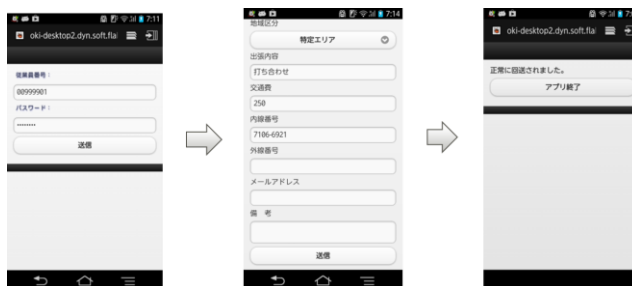 7:11
oki-desktop2.dyn.soft.fla
従業員番号：
00999901
パスワード：
········
送信
7:14
地域区分
特定エリア
出張内容
打ち合わせ
交通費
250
内線番号
7106-6921
外線番号
メールアドレス
備 考
送信
oki-desktop2.dyn.soft.fla
正常に回送されました。
アプリ終了